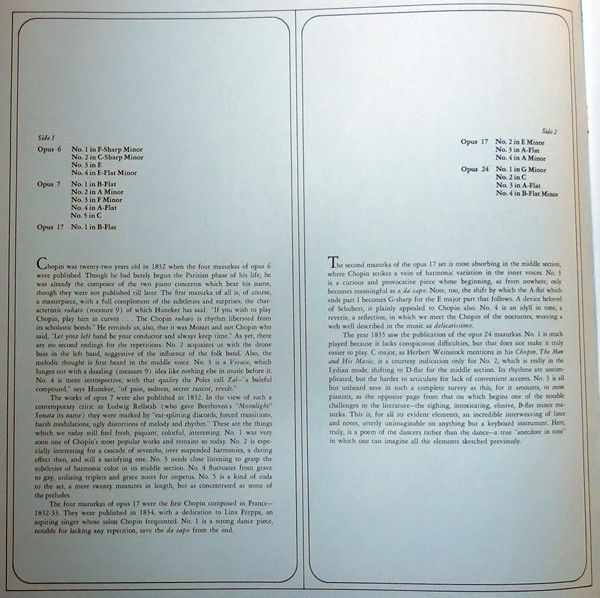 Side 1
Opus 6 No. 1 in F-Sharp Minor
No. 2 in C-Sharp Minor
No. 3 in E
No. 4 in E-Flat Minor
Opus 7 No. 1 in B-Flat
No. 2 in A Minor
No. 3 in F Minor
No. 4 in A-Flat
No. 5 in C
Opus 17 No. 1 in B-Flat
Chopin was twenty-two years old in 1832 when the four mazurkas of opus 6
were published. Though he had barely begun the Parisian phase of his life, he
was already the composer of the two piano concertos which bear his name,
though they were not published till later. The first mazurka of all is, of course,
a masterpiece, with a full complement of the subtleties and surprises, the char-
acteristic rubato (measure 9) of which Huneker has said: "If you wish to play
Chopin, play him in curves . . . The Chopin rubato is rhythm liberated from
its scholastic bonds." He reminds us, also, that it was Mozart and not Chopin who
said, "Let your left hand be your conductor and always keep time." As yet, there
are no second endings for the repetitions. No. 2 acquaints us with the drone
bass in the left hand, suggestive of the influence of the folk band. Also, the
melodic thought is first heard in the middle voice. No. 3 is a Vivace, which
lunges out with a dazzling (measure 9) idea like nothing else in music before it.
No. 4 is more introspective, with that quality the Poles call Zal—"a baleful
compound," says Huneker, "of pain, sadness, secret rancor, revolt."
The works of opus 7 were also published in 1832. In the view of such a
contemporary critic as Ludwig Rellstab (who gave Beethoven's "Moonlight"
Sonata its name) they were marked by "ear-splitting discords, forced transitions,
harsh modulations, ugly distortions of melody and rhythm." These are the things
which we today still find fresh, piquant, colorful, interesting. No. 1 was very
soon one of Chopin's most popular works and remains so today. No. 2 is espe-
cially interesting for a cascade of sevenths, over suspended harmonies, a daring
effect then, and still a satisfying one. No. 3 needs close listening to grasp the
subtleties of harmonic color in its middle section. No. 4 fluctuates from grave
to gay, utilizing triplets and grace notes for impetus. No. 5 is a kind of coda
to the set, a mere twenty measures in length, but as concentrated as some of
the preludes.
The four mazurkas of opus 17 were the first Chopin composed in France—
1832-33. They were published in 1834, with a dedication to Lina Freppa, an
aspiring singer whose salon Chopin frequented. No. 1 is a strong dance piece,
notable for lacking any repetition, save the da capo from the end.
Side 2
Opus 17 No. 2 in E Minor
No. 3 in A-Flat
No. 4 in A Minor
Opus 24 No. 1 in G Minor
No. 2 in C
No. 3 in A-Flat
No. 4 in B-Flat Minor
The second mazurka of the opus 17 set is most absorbing in the middle section,
where Chopin strikes a vein of harmonic variation in the inner voices. No. 3
is a curious and provocative piece whose beginning, as from nowhere, only
becomes meaningful as a da capo. Note, too, the shift by which the A-flat which
ends part I becomes G-sharp for the E major part that follows. A device beloved
of Schubert, it plainly appealed to Chopin also. No. 4 is an idyll in tone, a
reverie, a reflection, in which we meet the Chopin of the nocturnes, weaving a
web well described in the music as delicatissimo.
The year 1835 saw the publication of the opus 24 mazurkas. No. 1 is much
played because it lacks conspicuous difficulties, but that does not make it truly
easier to play. C major, as Herbert Weinstock mentions in his Chopin, The Man
and His Music, is a courtesy indication only for No. 2, which is really in the
Lydian mode, shifting to D-flat for the middle section. Its rhythms are uncom-
plicated, but the harder to articulate for lack of convenient accents. No. 3 is all
but unheard save in such a complete survey as this, for it amounts, to most
pianists, as the opposite page from that on which begins one of the notable
challenges in the literature—the sighing, intoxicating, elusive, B-flat minor ma-
zurka. This is, for all its evident elements, an incredible interweaving of lines
and notes, utterly unimaginable on anything but a keyboard instrument. Here,
truly, is a poem of the dancers rather than the dance—a true "anecdote in tone"
in which one can imagine all the elements sketched previously.